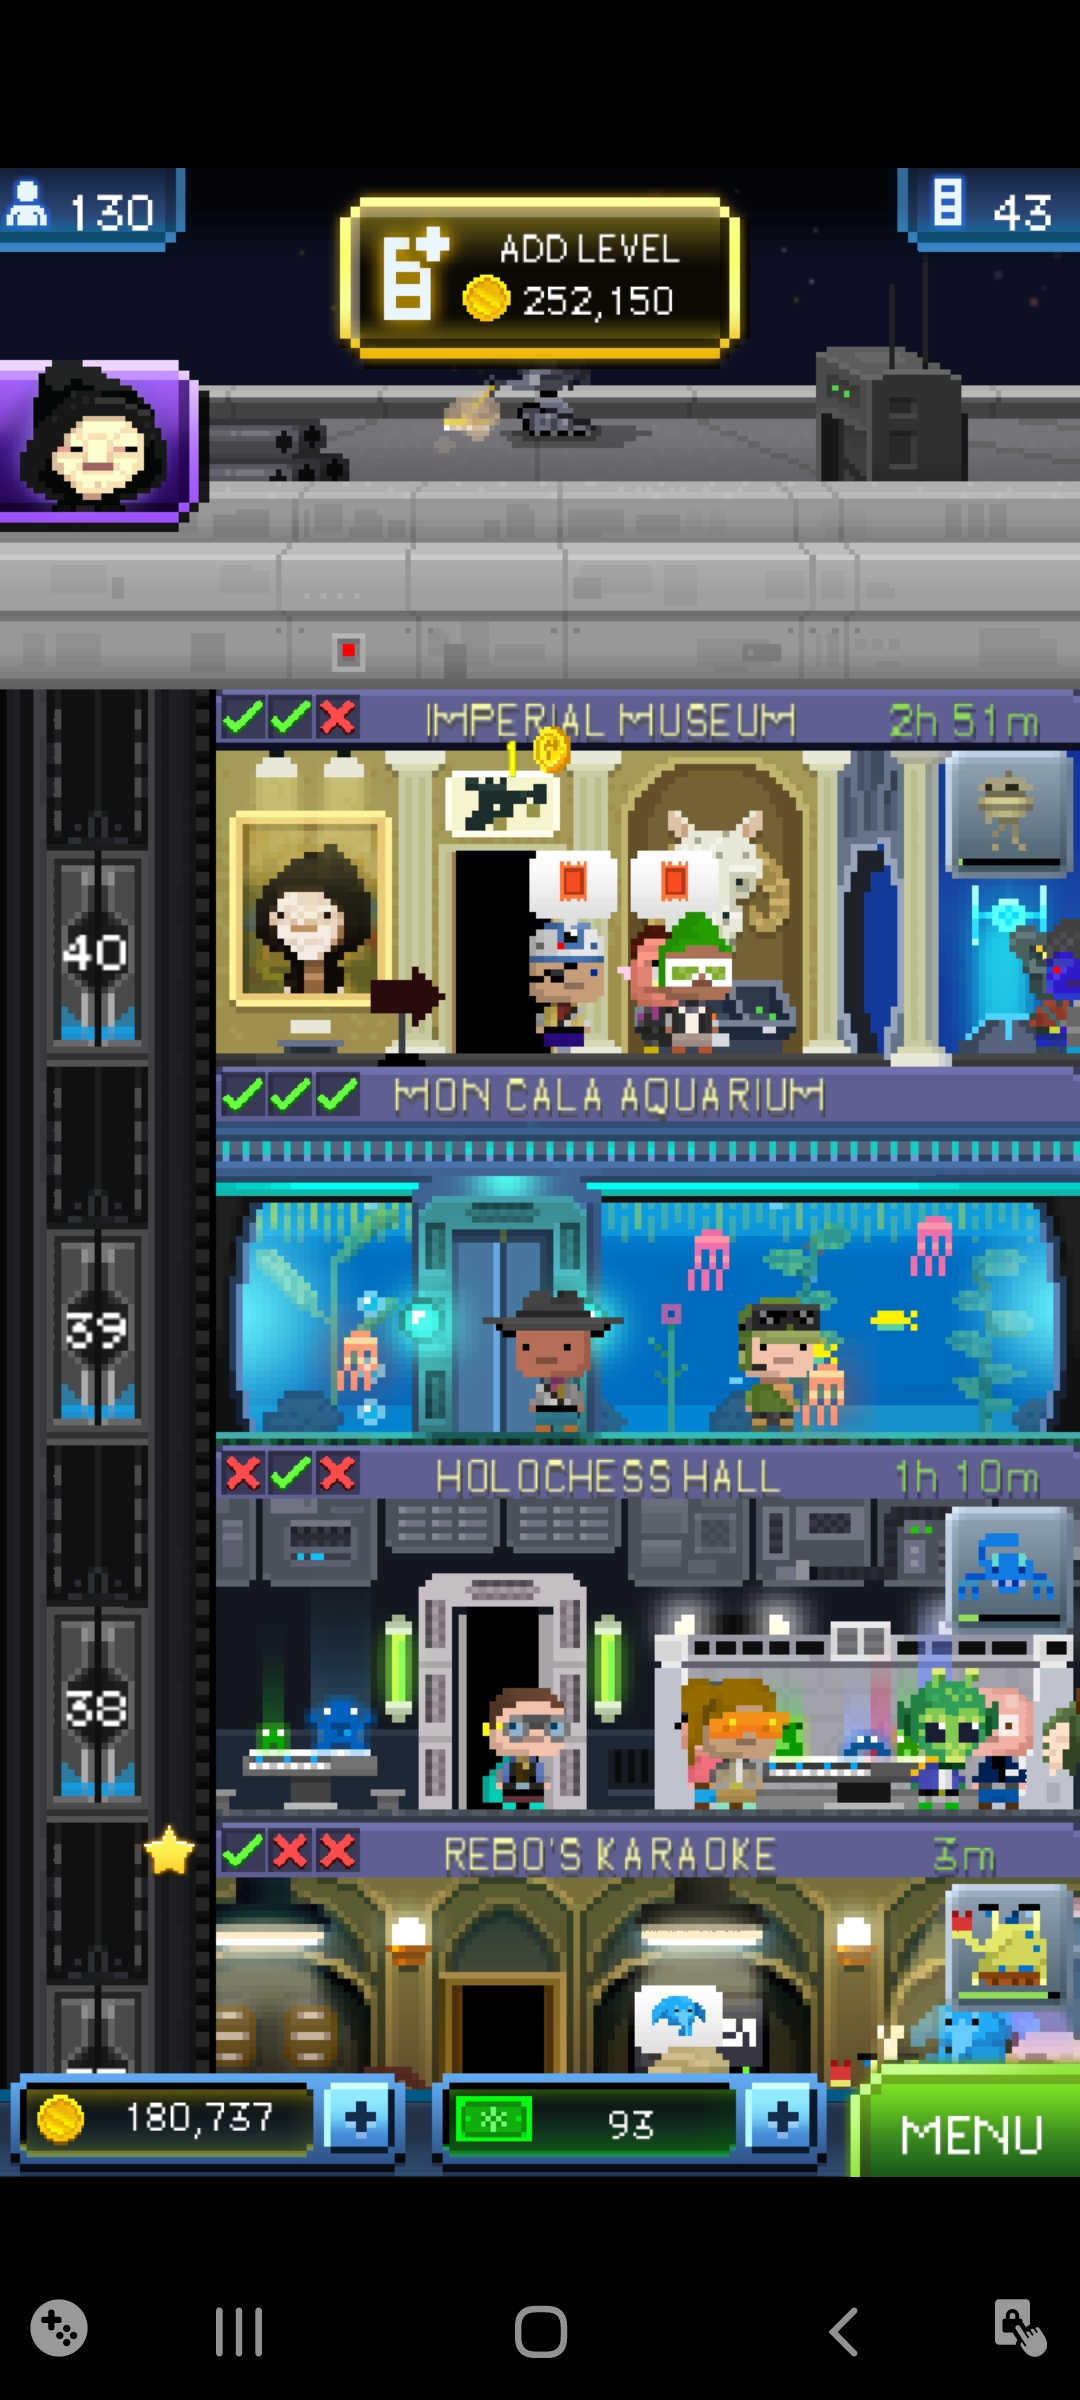 130
ADD LEVEL
252,150
43
IMPERIAL MUSEUM
2h 51m
1
40
MON CALA AQUARIUM
39
HOLOCHESS HALL
1h 10m
38
REBO'S KARAOKE
3m
180,737
93
MENU